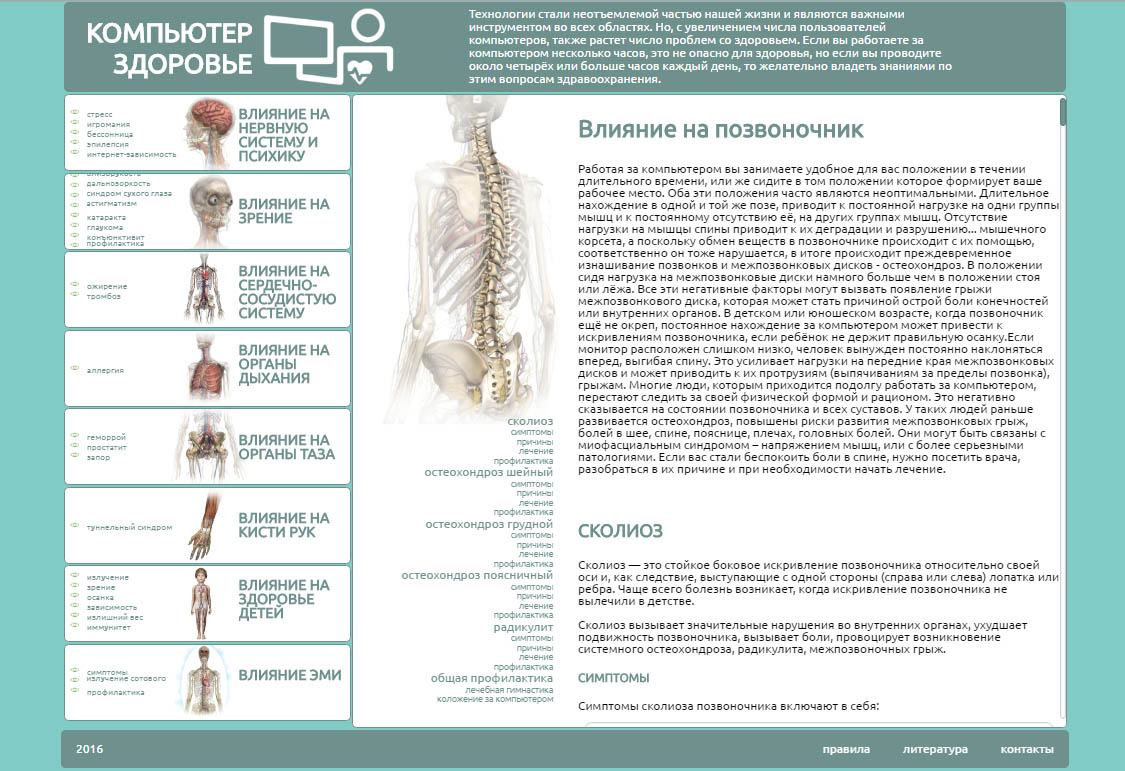 КОМПЬЮТЕР
ЗДОРОВЬЕ
Технологии стали неотъемлемой частью нашей жизни и являются важными
инструментом во всех областях. Но, с увеличением числа пользователей
компьютеров, также растет число проблем со здоровьем. Если вы работаете за
компьютером несколько часов, это не опасно для здоровья, но если вы проводите
около четырёх или больше часов каждый день, то желательно владеть знаниями по
этим вопросам здравоохранения.
стресс
игромания
бессонница
эпилепсия
интернет-зависимость
ВЛИЯНИЕ НА
НЕРВНУЮ
СИСТЕМУ И
ПСИХИКУ
близорукость
дальнозоркость
синдром сухого глаза
астигматизм
катаракта
глаукома
конъюнктивит
профилактика
ВЛИЯНИЕ НА
ЗРЕНИЕ
ожирение
тромбоз
ВЛИЯНИЕ НА
СЕРДЕЧНО-
СОСУДИСТУЮ
СИСТЕМУ
аллергия
ВЛИЯНИЕ НА
ОРГАНЫ
ДЫХАНИЯ
геморрой
простатит
запор
ВЛИЯНИЕ НА
ОРГАНЫ ТАЗА
туннельный синдром
ВЛИЯНИЕ НА
КИСТИ РУК
излучение
зрение
осанка
зависимость
излишний вес
иммунитет
ВЛИЯНИЕ НА
ЗДОРОВЬЕ
ДЕТЕЙ
симптомы
излучение сотового
профилактика
ВЛИЯНИЕ ЭМИ
сколиоз
симптомы
причины
лечение
профилактика
остеохондроз шейный
симптомы
причины
лечение
профилактика
остеохондроз грудной
симптомы
причины
лечение
профилактика
остеохондроз поясничный
симптомы
причины
лечение
профилактика
радикулит
симптомы
причины
лечение
профилактика
общая профилактика
лечебная гимнастика
коложение за компьютером
Влияние на позвоночник
Работая за компьютером вы занимаете удобное для вас положении в течении
длительного времени, или же сидите в том положении которое формирует ваше
рабочее место. Оба эти положения часто являются неоптимальными. Длительное
нахождение в одной и той же позе, приводит к постоянной нагрузке на одни группы
мышц и к постоянному отсутствию её, на других группах мышц. Отсутствие
нагрузки на мышцы спины приводит к их деградации и разрушению... мышечного
корсета, а поскольку обмен веществ в позвоночнике происходит с их помощью,
соответственно он тоже нарушается, в итоге происходит преждевременное
изнашивание позвонков и межпозвонковых дисков - остеохондроз. В положении
сидя нагрузка на межпозвонковые диски намного больше чем в положении стоя
или лёжа. Все эти негативные факторы могут вызвать появление грыжи
межпозвонкового диска, которая может стать причиной острой боли конечностей
или внутренних органов. В детском или юношеском возрасте, когда позвоночник
ещё не окреп, постоянное нахождение за компьютером может привести к
искривлениям позвоночника, если ребёнок не держит правильную осанку.Если
монитор расположен слишком низко, человек вынужден постоянно наклоняться
вперед, выгибая спину. Это усиливает нагрузки на передние края межпозвонковых
дисков и может приводить к их протрузиям (выпячиваниям за пределы позвонка),
грыжам. Многие люди, которым приходится подолгу работать за компьютером,
перестают следить за своей физической формой и рационом. Это негативно
сказывается на состоянии позвоночника и всех суставов. У таких людей раньше
развивается остеохондроз, повышены риски развития межпозвонковых грыж,
болей в шее, спине, пояснице, плечах, головных болей. Они могут быть связаны с
миофасциальным синдромом – напряжением мышц, или с более серьезными
патологиями. Если вас стали беспокоить боли в спине, нужно посетить врача,
разобраться в их причине и при необходимости начать лечение.
СКОЛИОЗ
Сколиоз — это стойкое боковое искривление позвоночника относительно своей
оси и, как следствие, выступающие с одной стороны (справа или слева) лопатка или
ребра. Чаще всего болезнь возникает, когда искривление позвоночника не
вылечили в детстве.
Сколиоз вызывает значительные нарушения во внутренних органах, ухудшает
подвижность позвоночника, вызывает боли, провоцирует возникновение
системного остеохондроза, радикулита, межпозвоночных грыж.
СИМПТОМЫ
Симптомы сколиоза позвоночника включают в себя:
2016
правила
литература
контакты